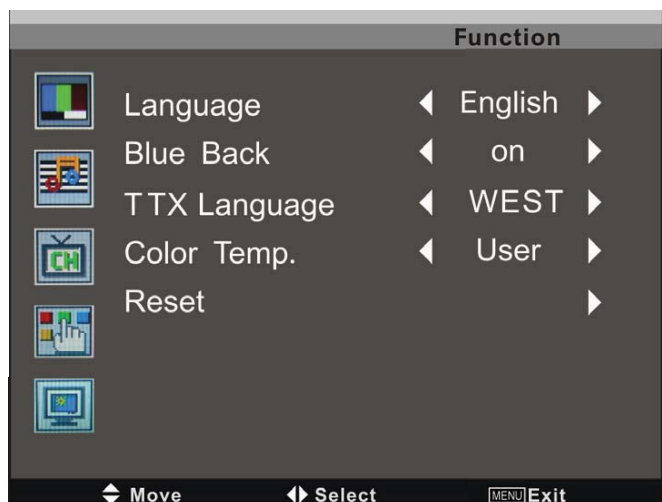 Function
Language English
Blue Back on
TTX Language WEST
Color Temp. User
Reset
CH
Move Select MENU Exit